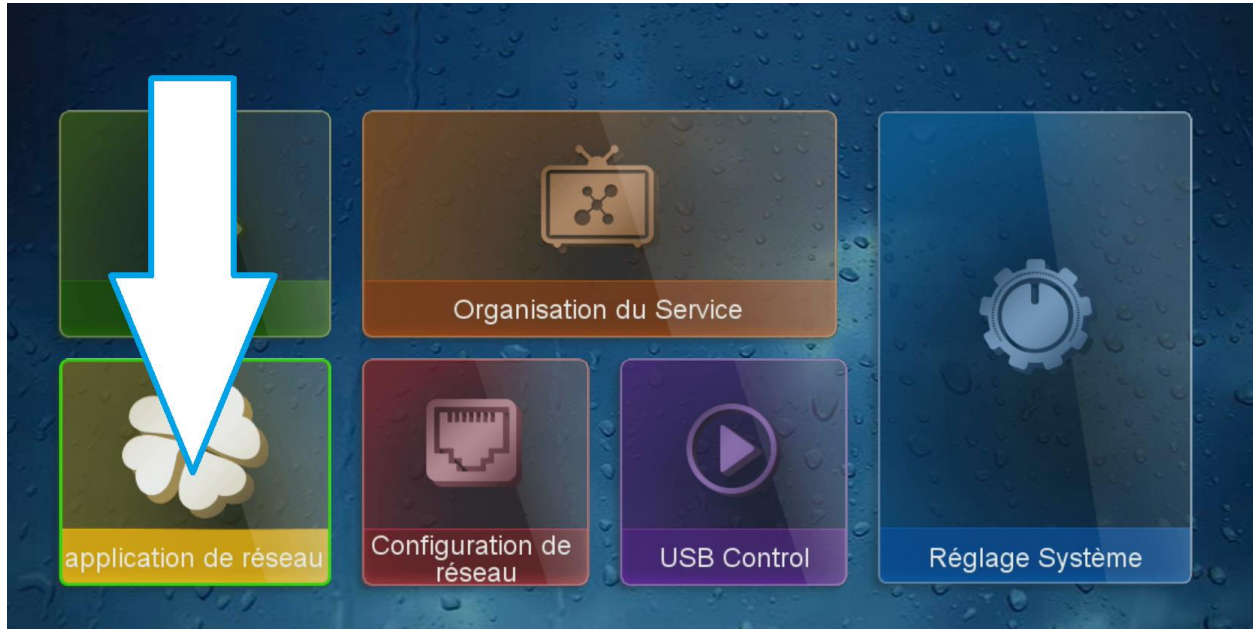 Organisation du Service
application de réseau
Configuration de
réseau
USB Control
Réglage Système